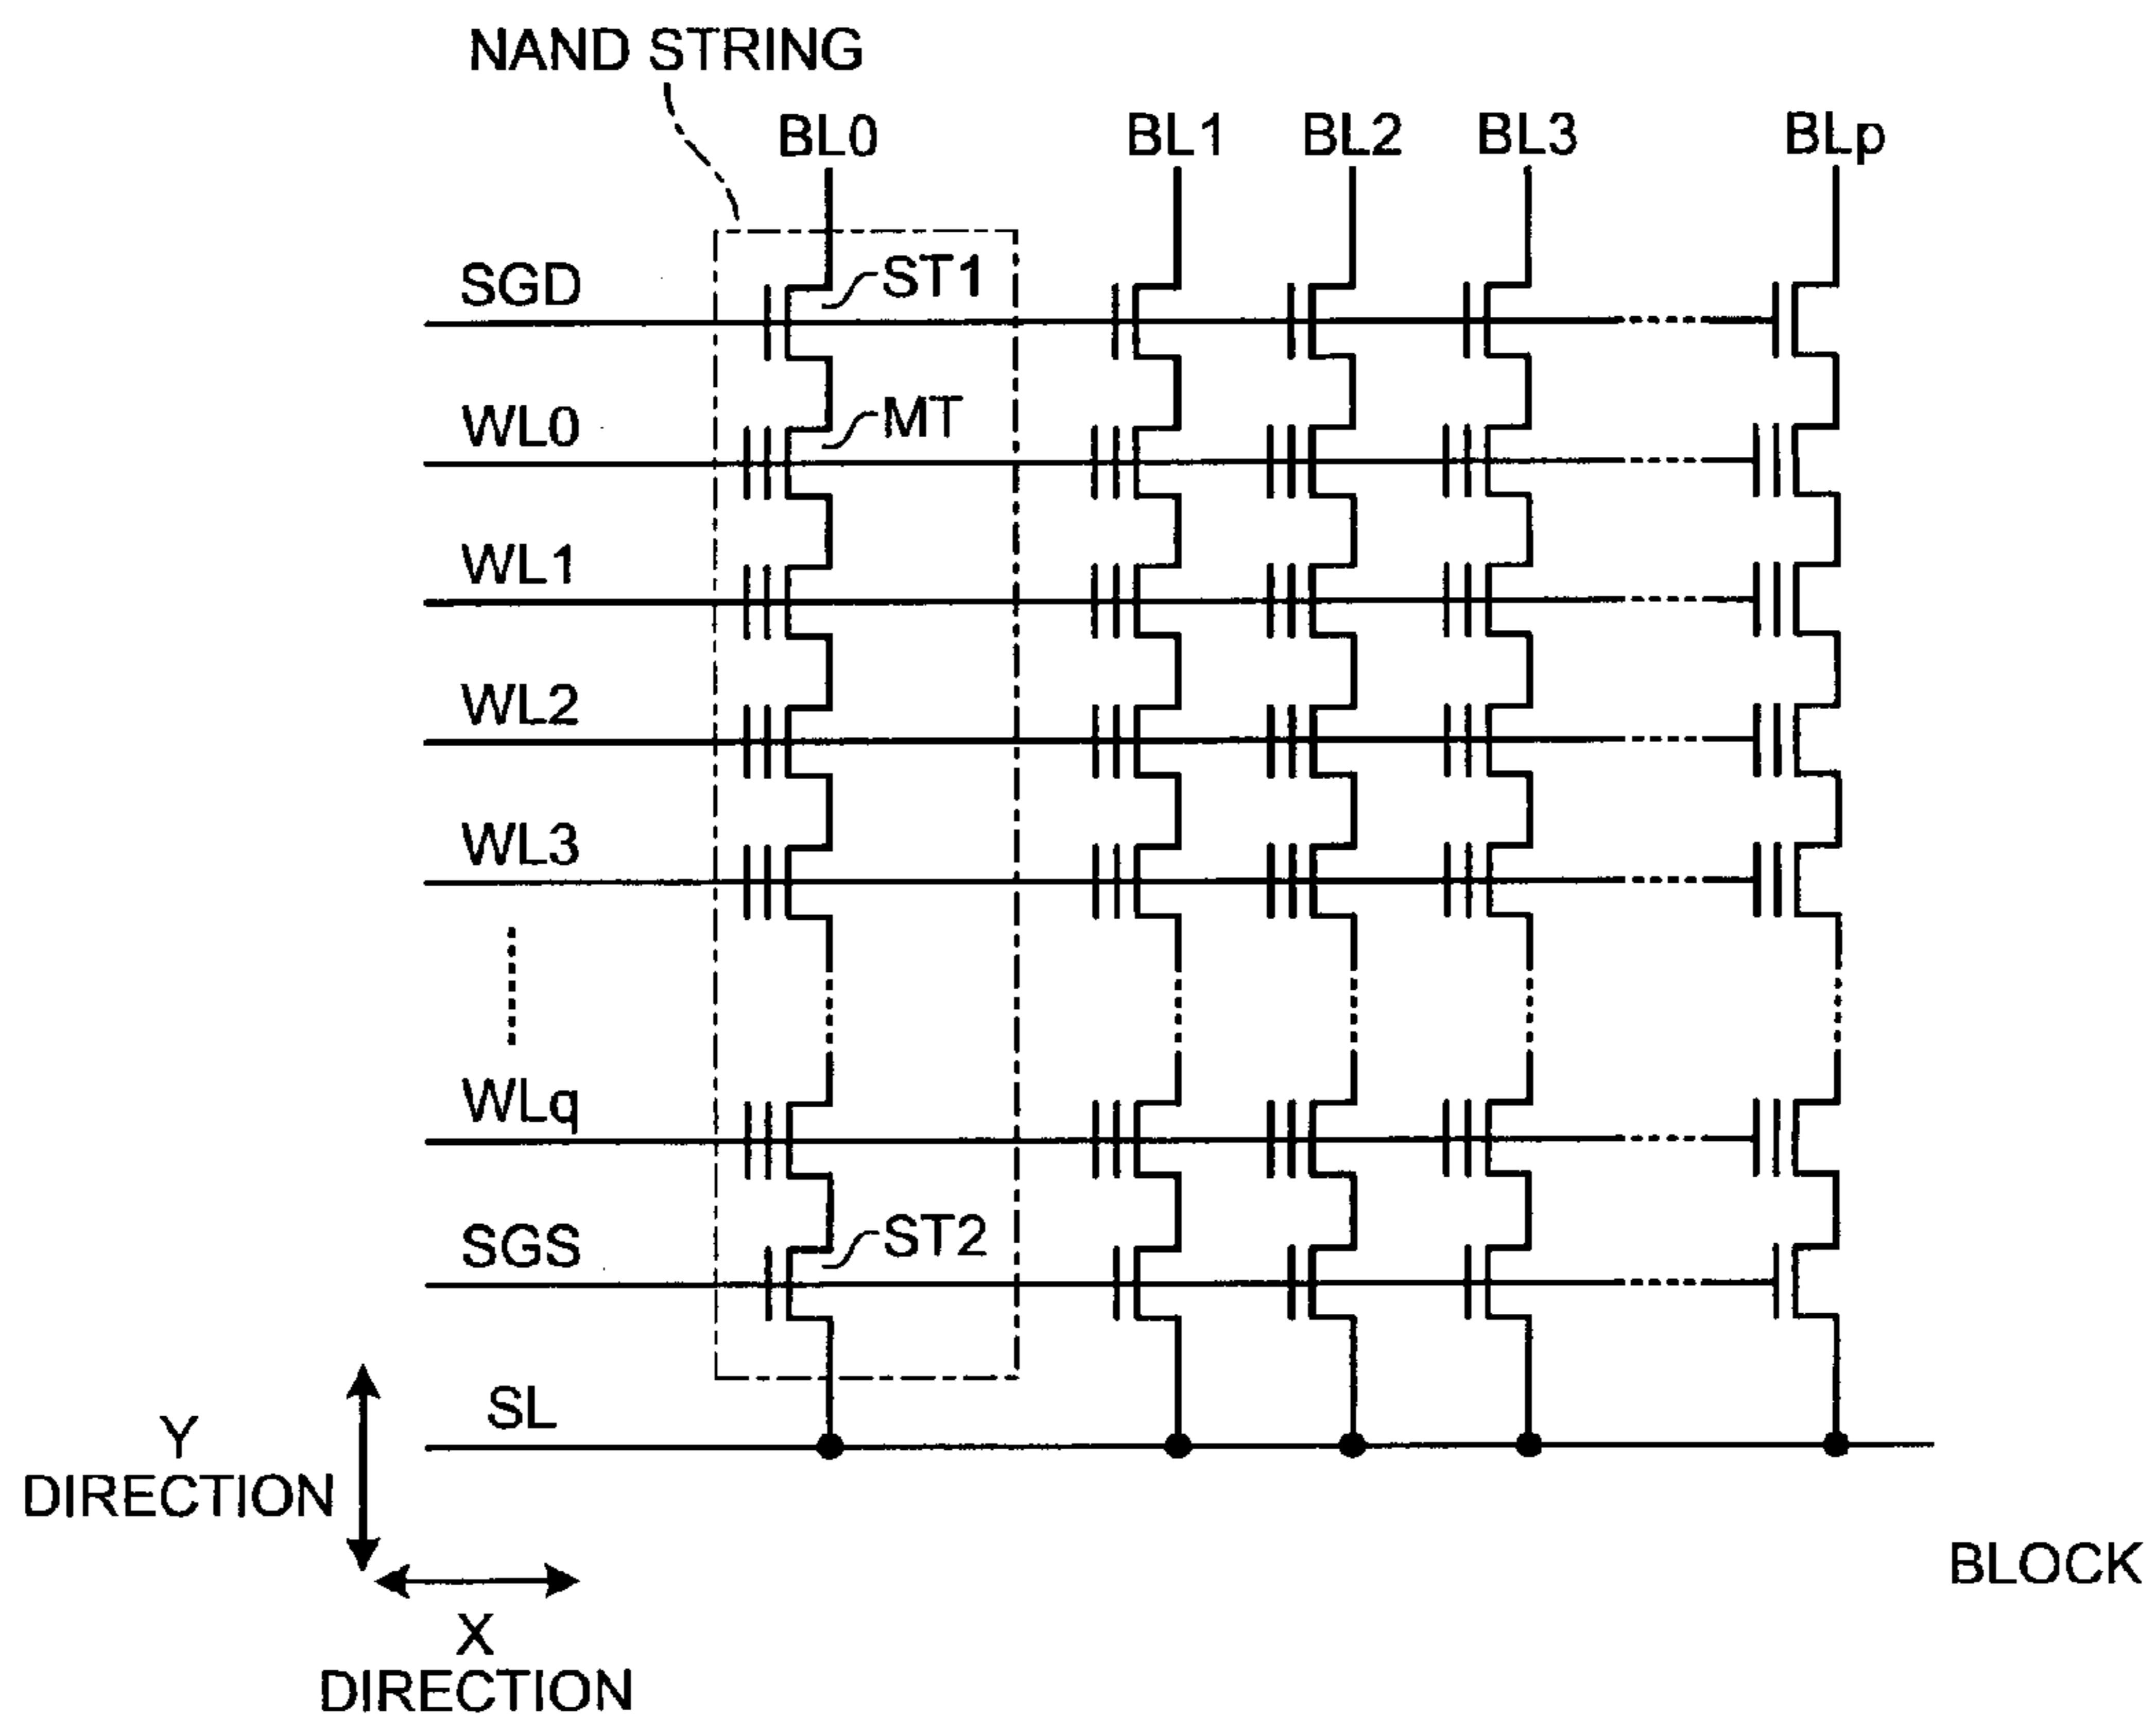 NAND STRING
BL0
BL1
BL2
BL3
BLp
SGD
ST1
WL0
MT
WL1
WL2
WL3
WLq
SGS
ST2
SL
Y
DIRECTION
X
DIRECTION
BLOCK